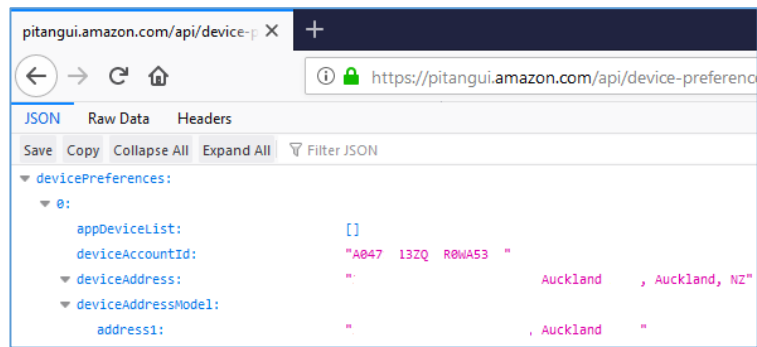 pitangui.amazon.com/api/device-p
https://pitangui.amazon.com/api/device-preference
JSON Raw Data Headers
Save Copy Collapse All Expand All Filter JSON
devicePreferences:
0:
appDeviceList: []
deviceAccountId: "A047 13ZQ R0WA53 "
deviceAddress: " Auckland , Auckland, NZ"
deviceAddressModel:
address1: " , Auckland "